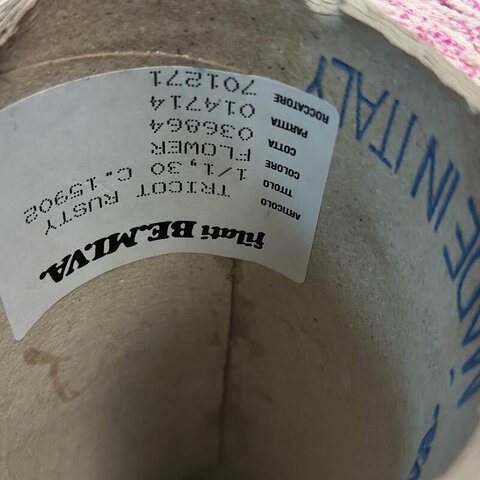 filati BE.MI.VA.
ARTICOLO TRICOT RUSTY
TITOLO 1/1,30 C.15902
COLORE FLOWER
COTTA 036864
PARTITA 014714
ROCCATORE 701271
MADE IN ITALY